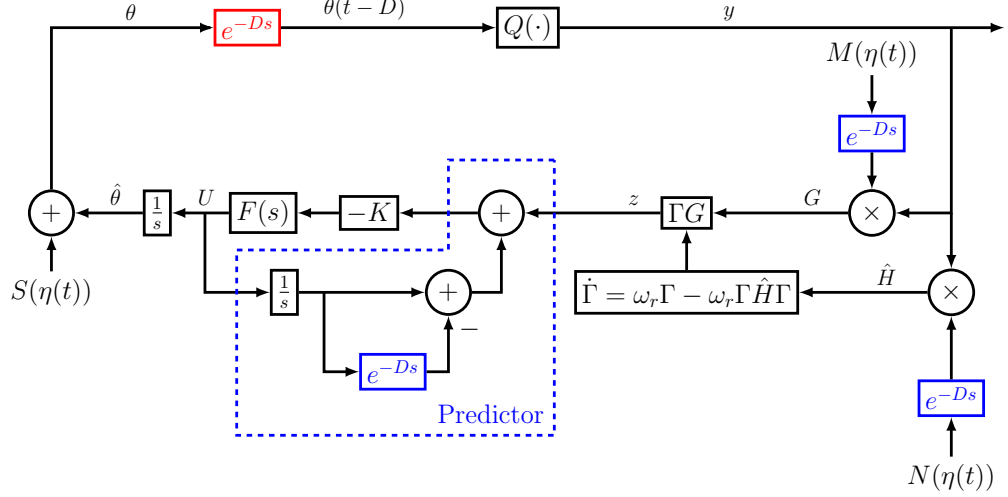 θ
e^{-Ds}
θ(t − D)
Q(·)
y
M(η(t))
e^{-Ds}
+
θ̂
1/s
U
F(s)
−K
+
z
ΓG
G
×
S(η(t))
1/s
+
−
Γ̇ = ω_rΓ − ω_rΓĤΓ
Ĥ
×
e^{-Ds}
e^{-Ds}
Predictor
N(η(t))